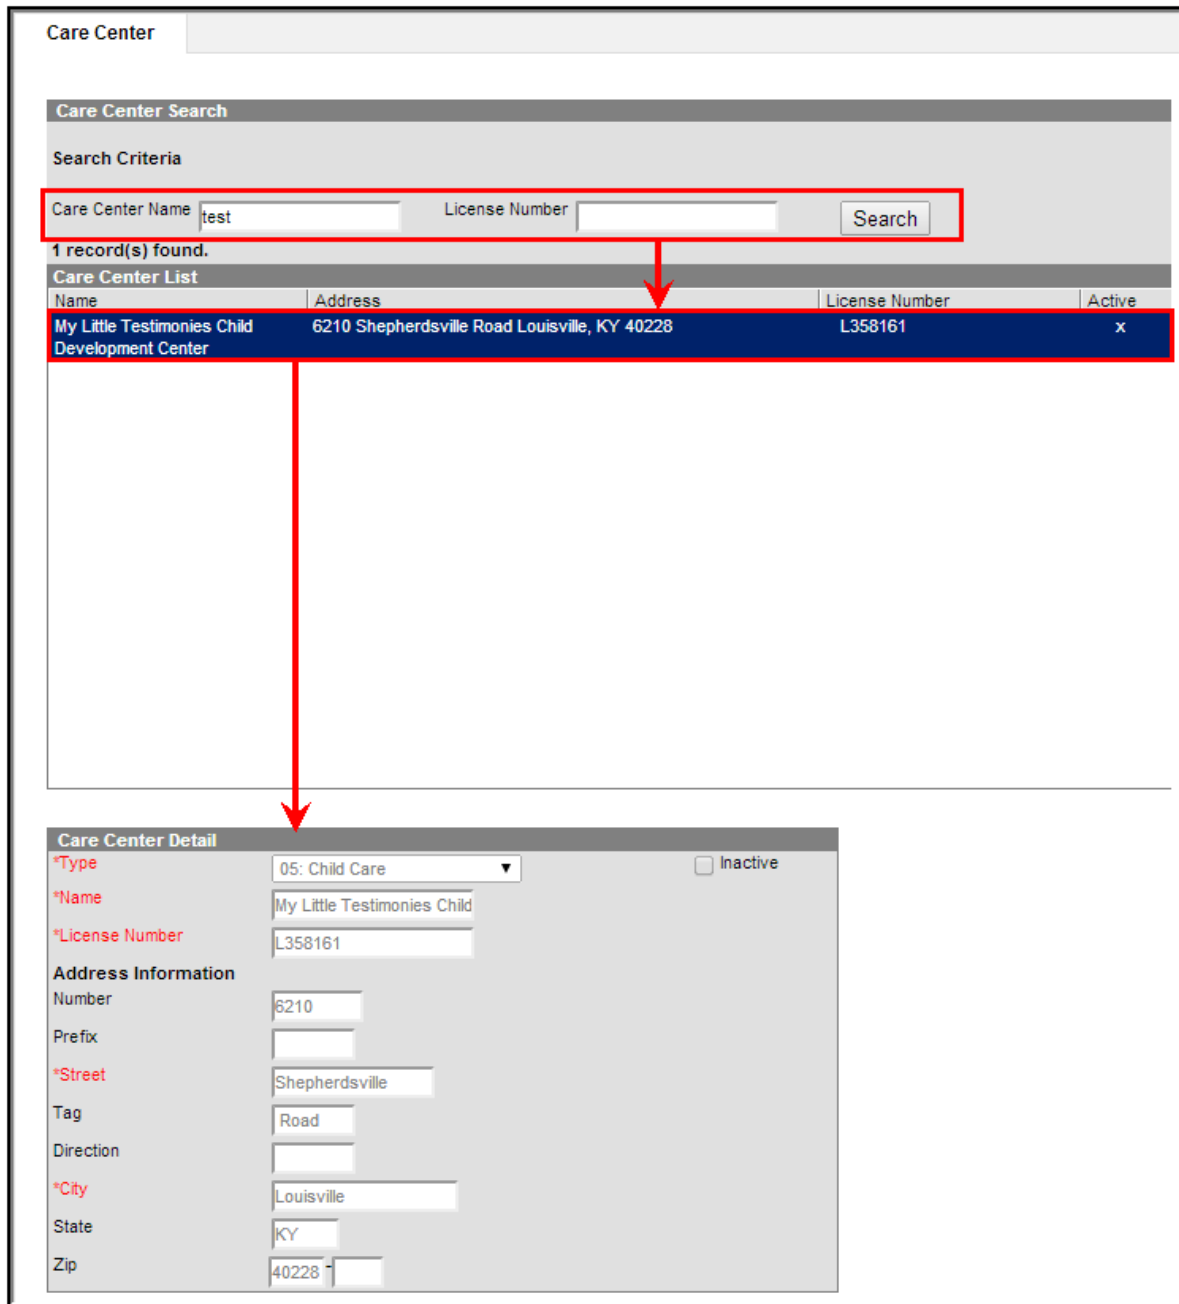 Care Center
Care Center Search
Search Criteria
Care Center Name test License Number Search
1 record(s) found.
Care Center List
Name Address License Number Active
My Little Testimonies Child 6210 Shepherdsville Road Louisville, KY 40228 L358161 x
Development Center
Care Center Detail
*Type 05: Child Care Inactive
*Name My Little Testimonies Child
*License Number L358161
Address Information
Number 6210
Prefix
*Street Shepherdsville
Tag Road
Direction
*City Louisville
State KY
Zip 40228 -